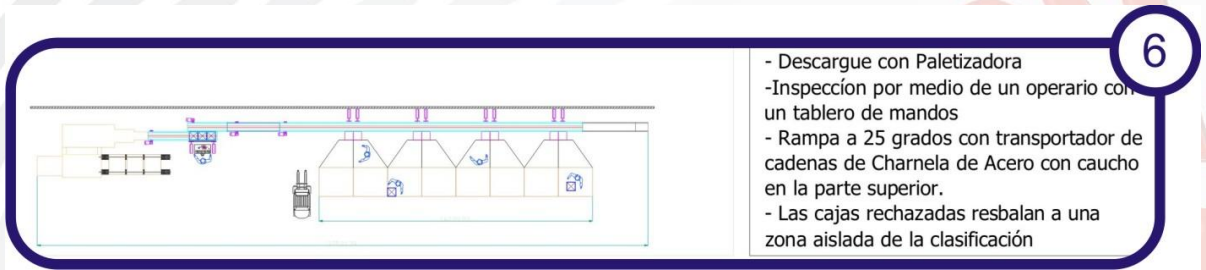 6
- Descargue con Paletizadora
-Inspeccíon por medio de un operario con
un tablero de mandos
- Rampa a 25 grados con transportador de
cadenas de Charnela de Acero con caucho
en la parte superior.
- Las cajas rechazadas resbalan a una
zona aislada de la clasificación